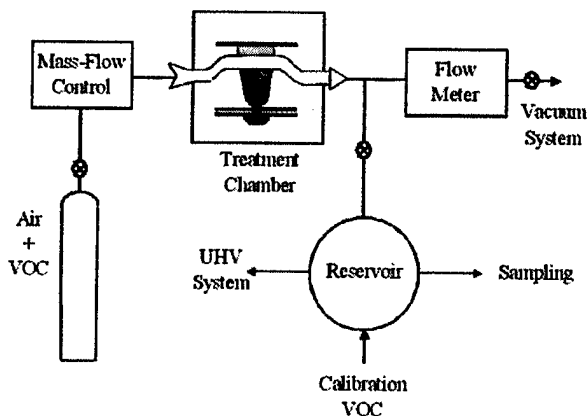 Mass-Flow
Control
Treatment
Chamber
Flow
Meter
Vacuum
System
Air
+
VOC
UHV
System
Reservoir
Sampling
Calibration
VOC